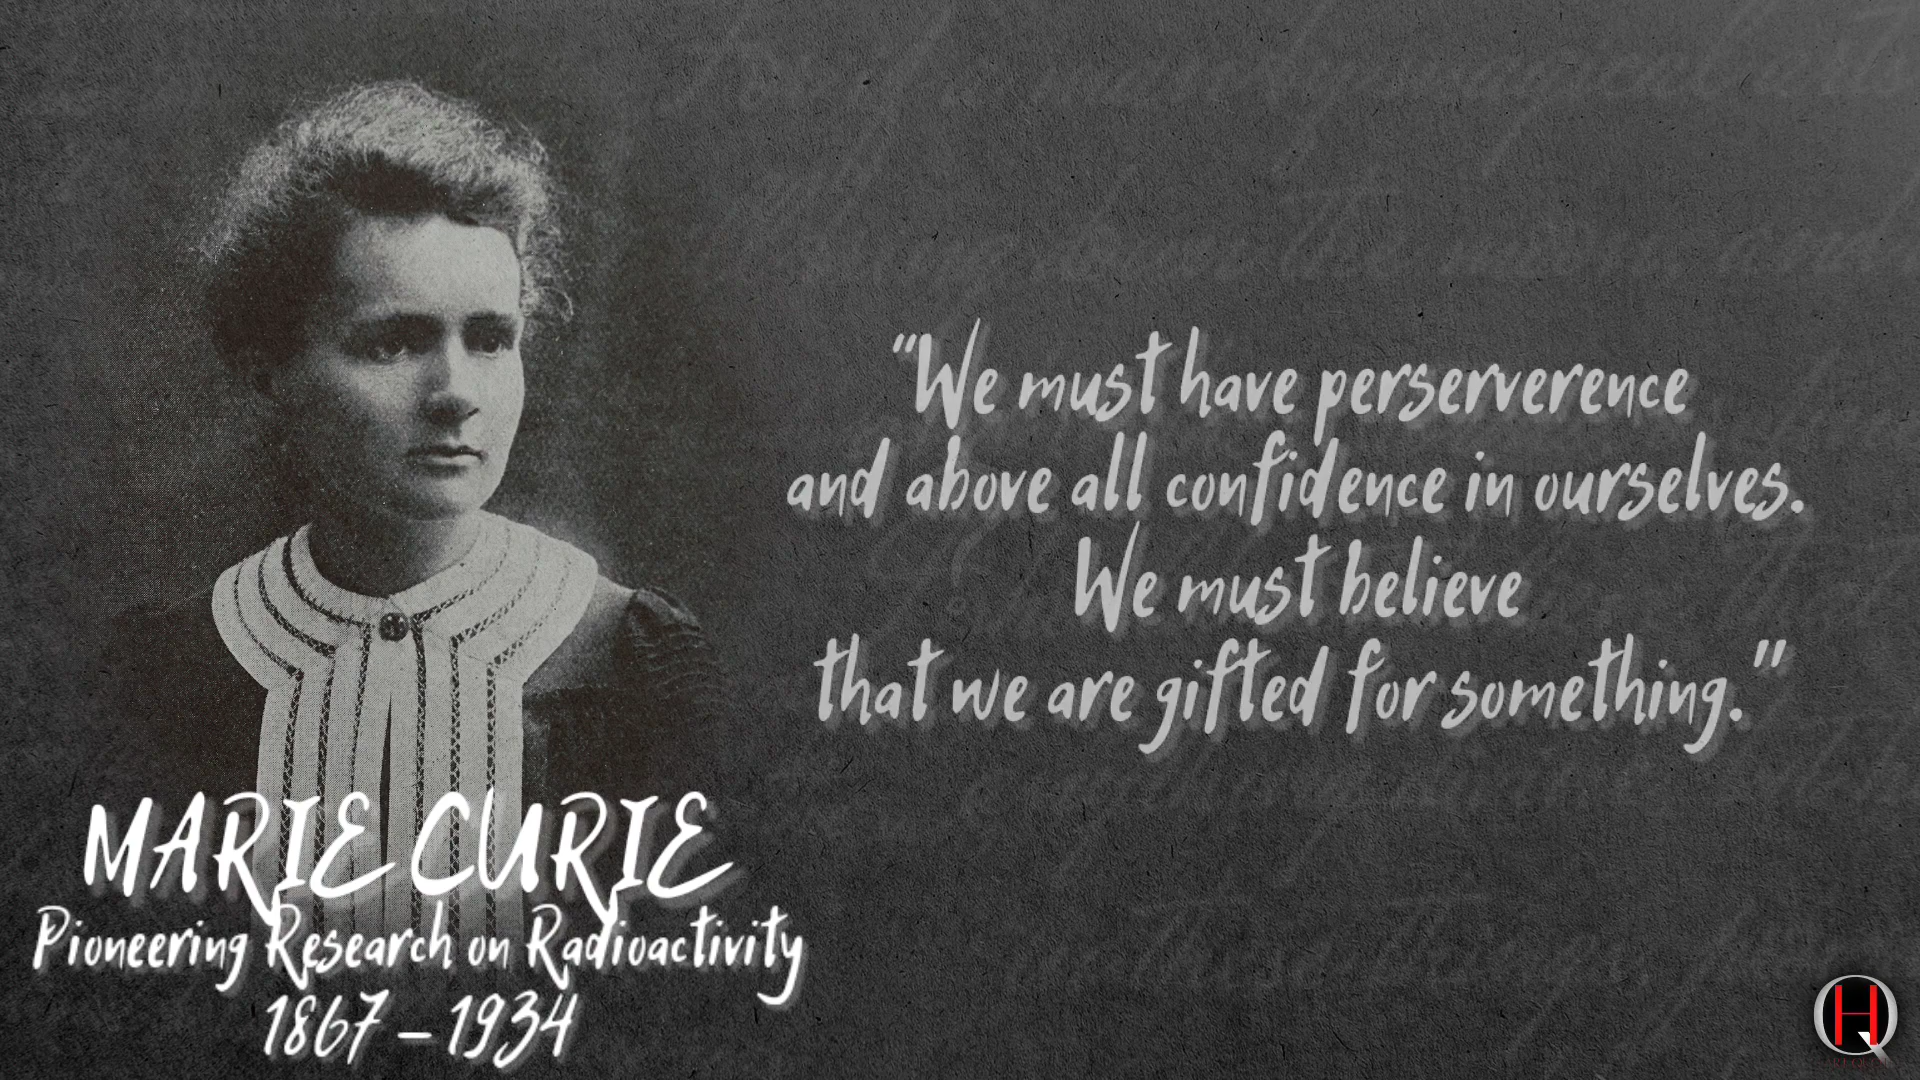 "We must have perserverence
and above all confidence in ourselves.
We must believe
that we are gifted for something."
MARIE CURIE
Pioneering Research on Radioactivity
1867 – 1934
HQ